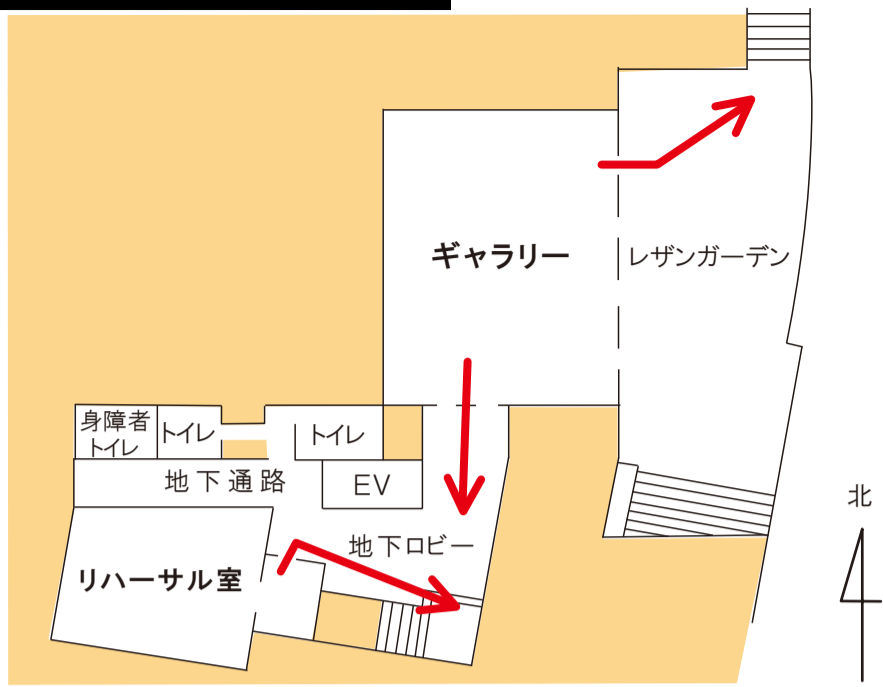 ギャラリー
レザンガーデン
身障者
トイレ
トイレ
トイレ
地下通路
EV
地下ロビー
リハーサル室
北